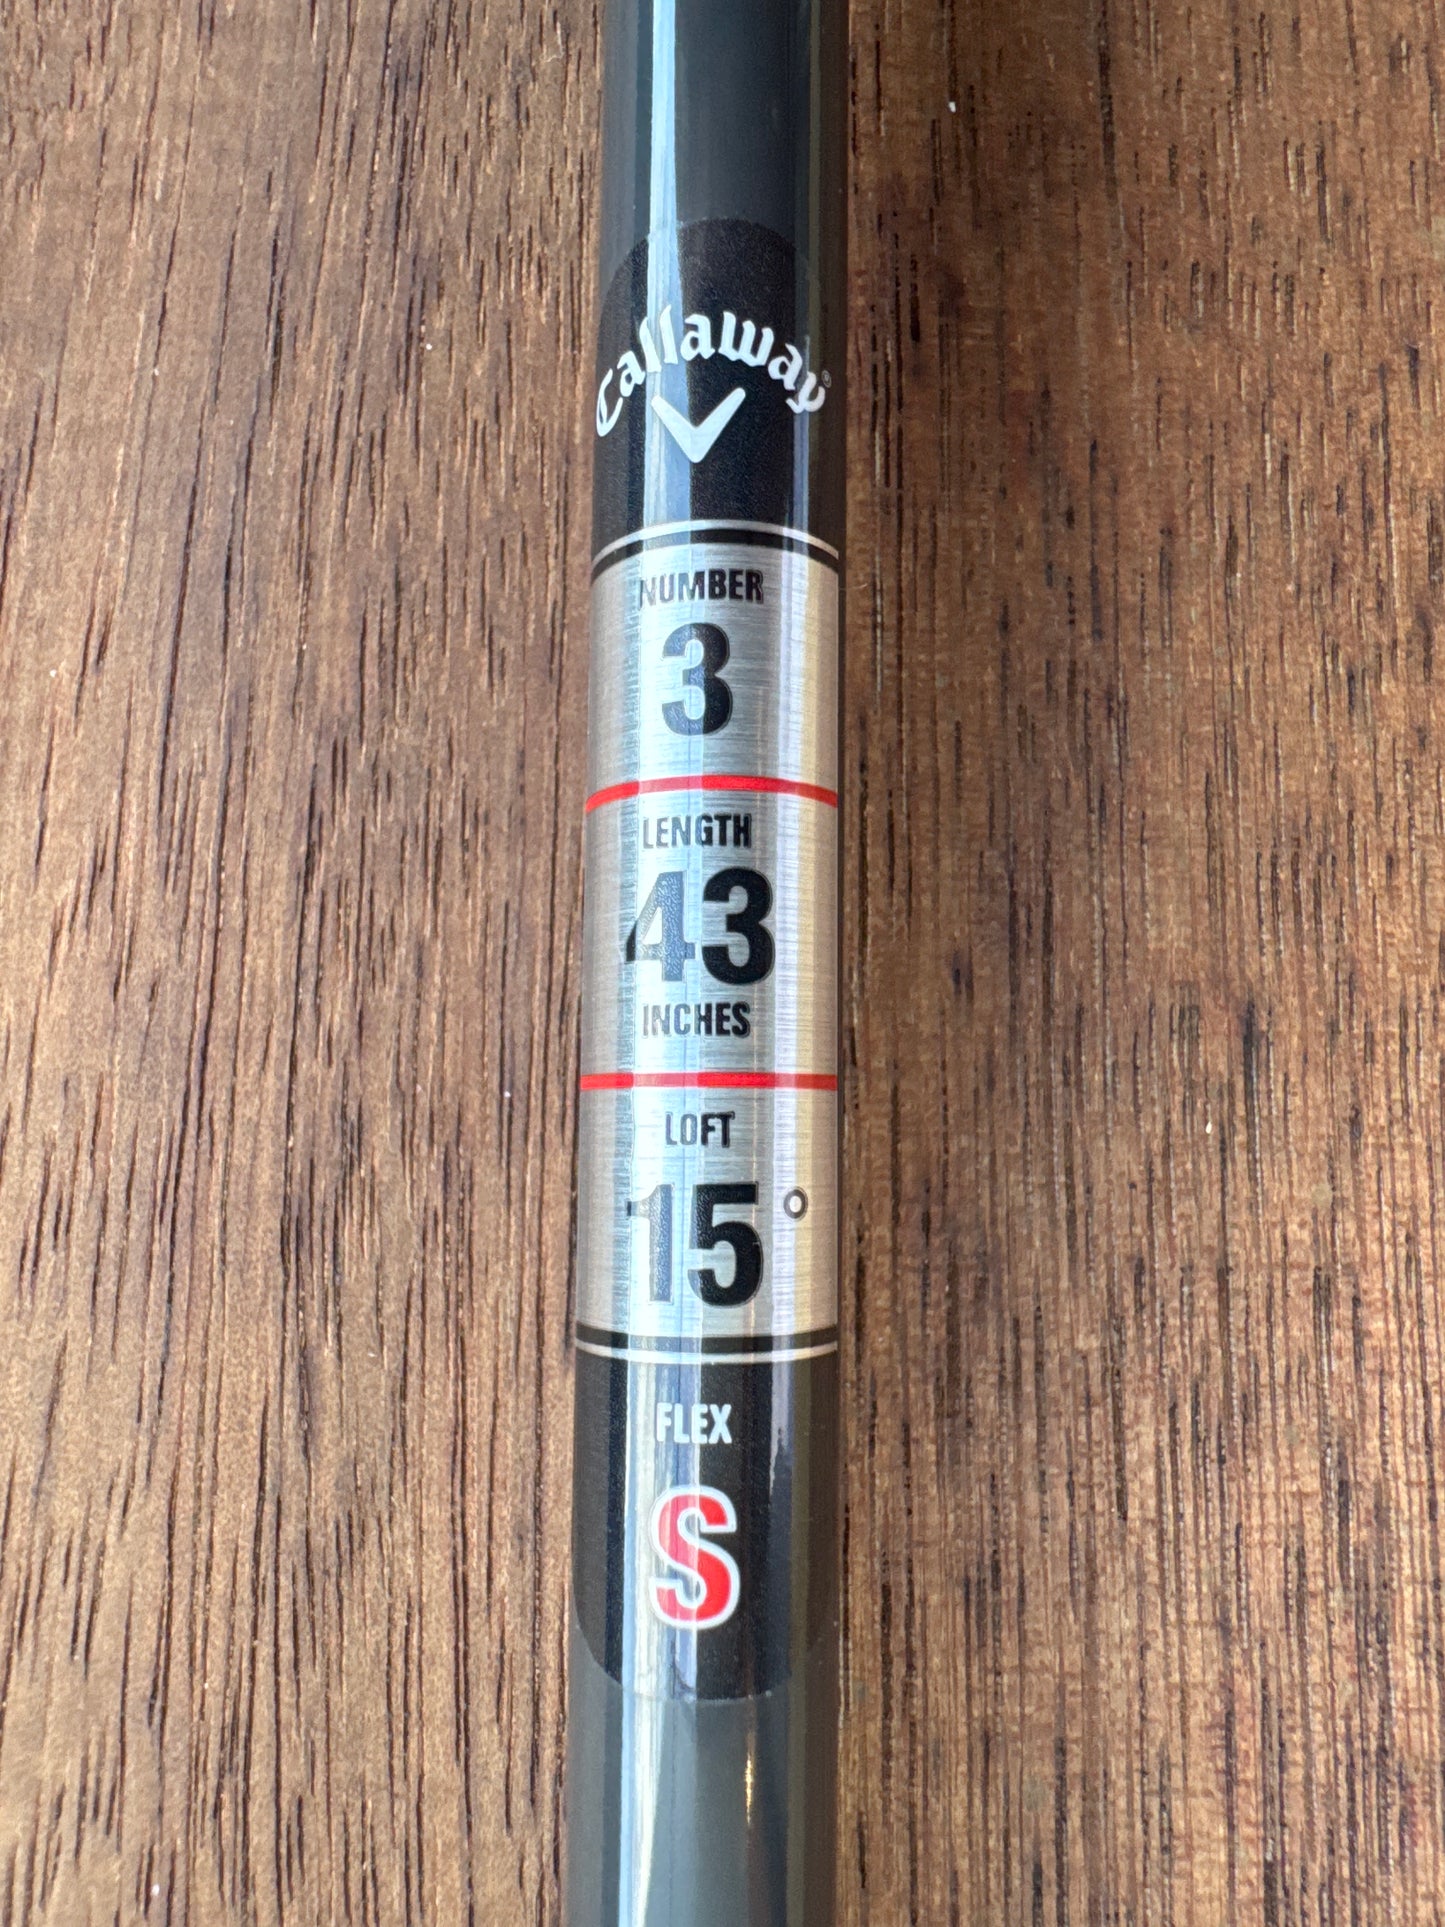 Callaway®
NUMBER
3
LENGTH
43
INCHES
LOFT
15°
FLEX
S